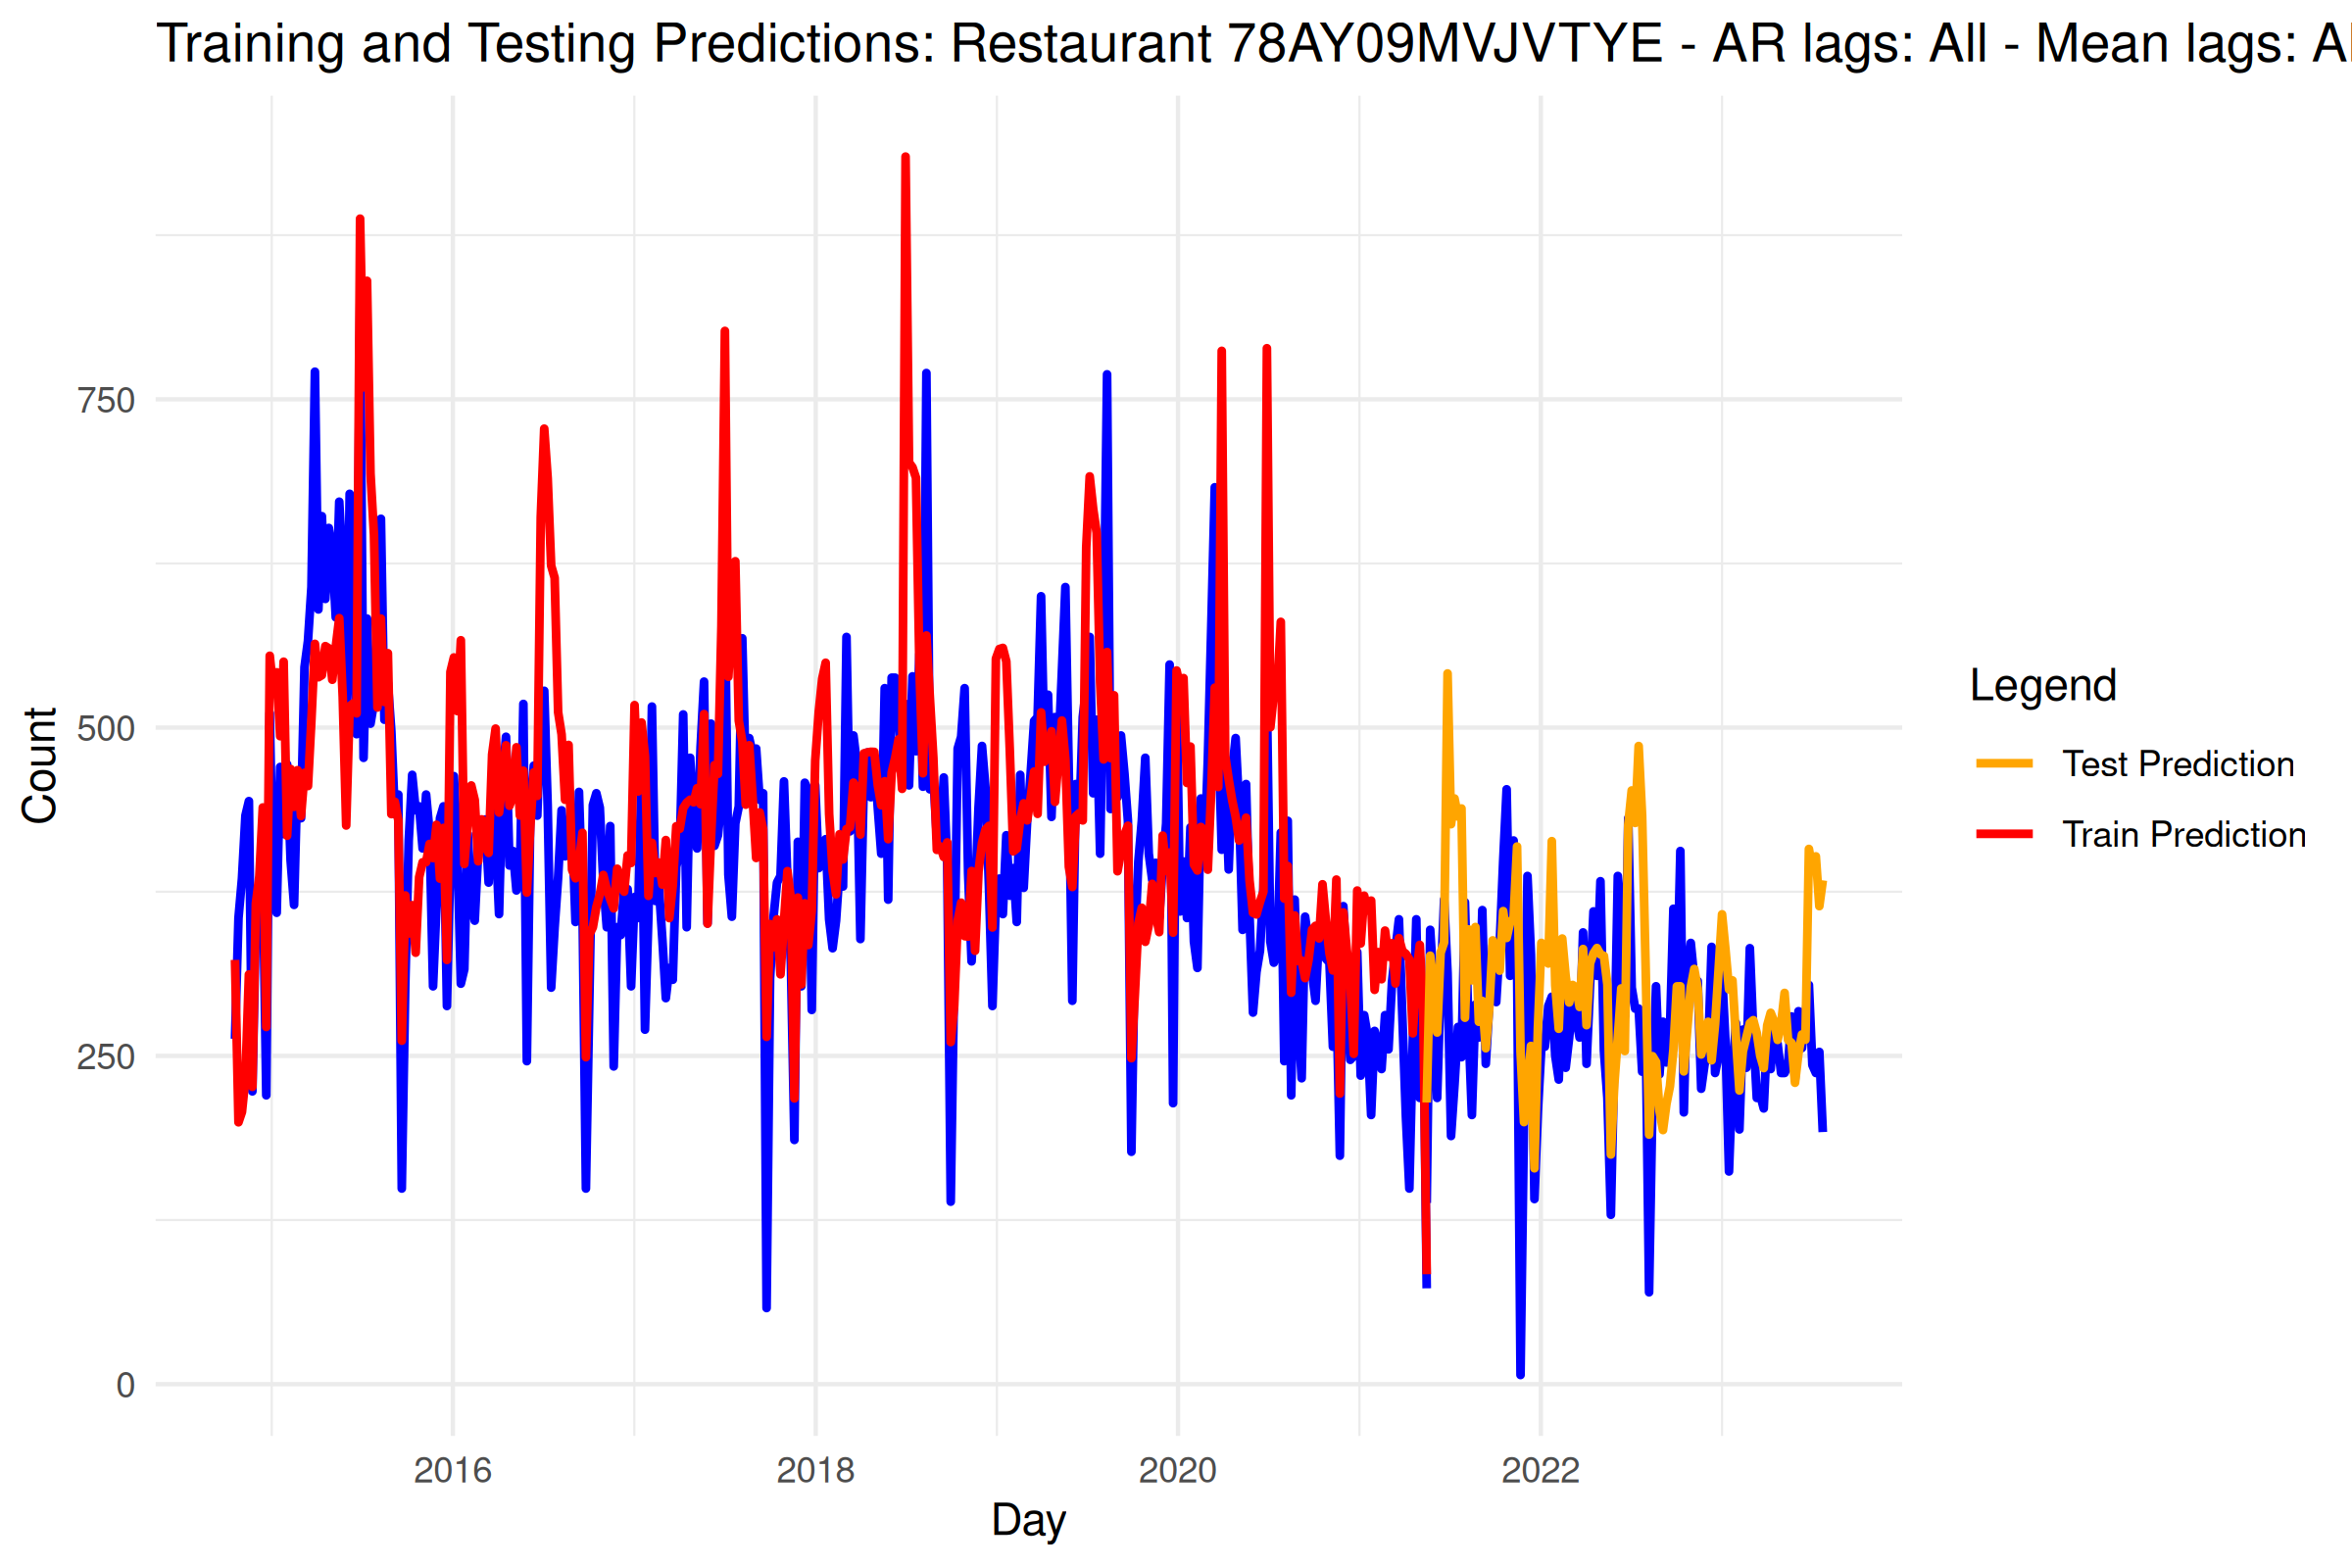 Training and Testing Predictions: Restaurant 78AY09MVJVTYE - AR lags: All - Mean lags:
Count
750
500
250
0
2016
2018
2020
2022
Day
Legend
Test Prediction
Train Prediction